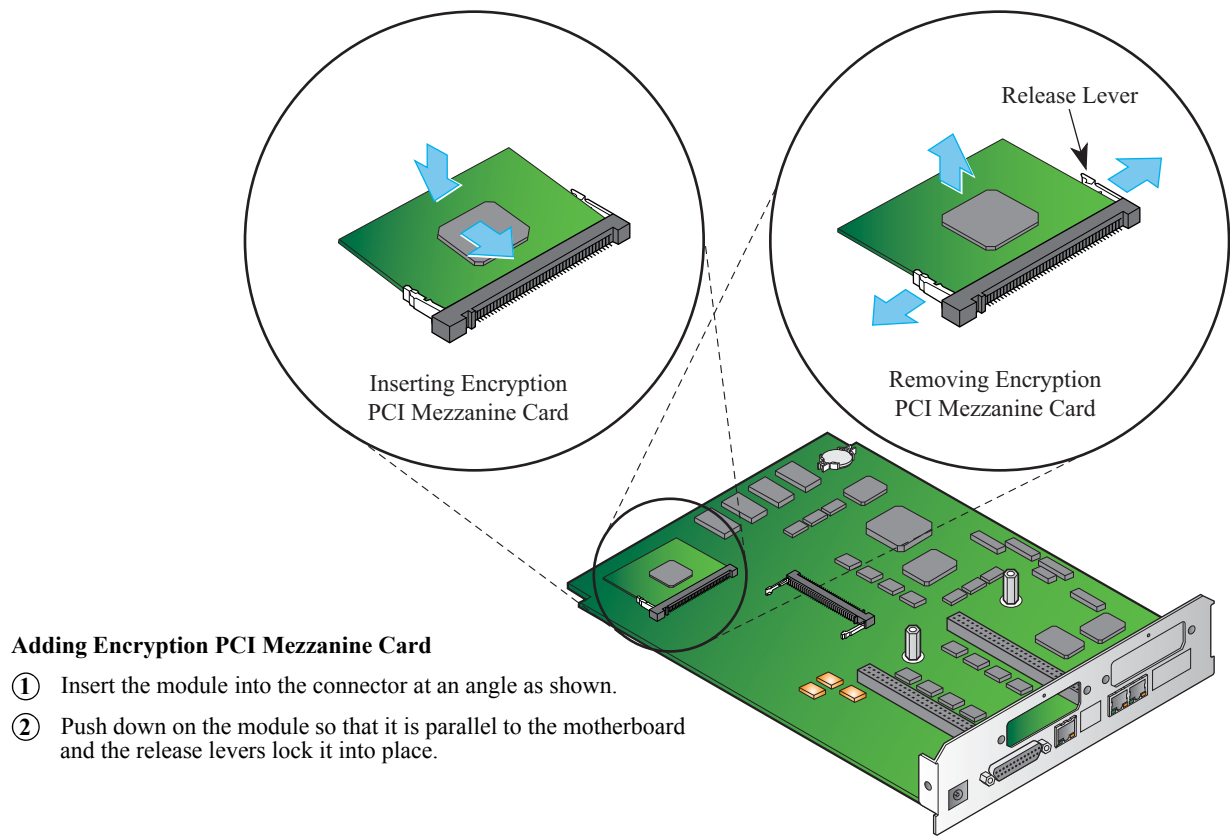 Release Lever
Inserting Encryption
PCI Mezzanine Card
Removing Encryption
PCI Mezzanine Card
Adding Encryption PCI Mezzanine Card
1 Insert the module into the connector at an angle as shown.
2 Push down on the module so that it is parallel to the motherboard
and the release levers lock it into place.